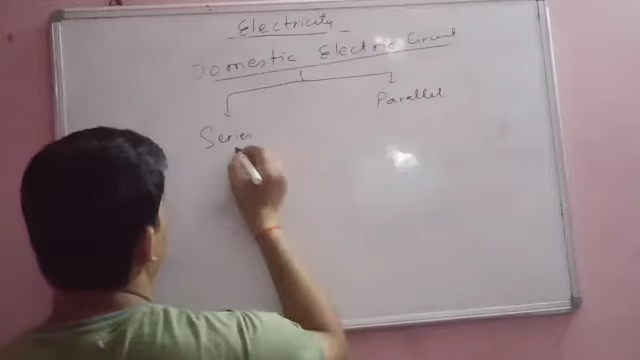 - Electricity -
Domestic Electric Circuit
Parallel
Series